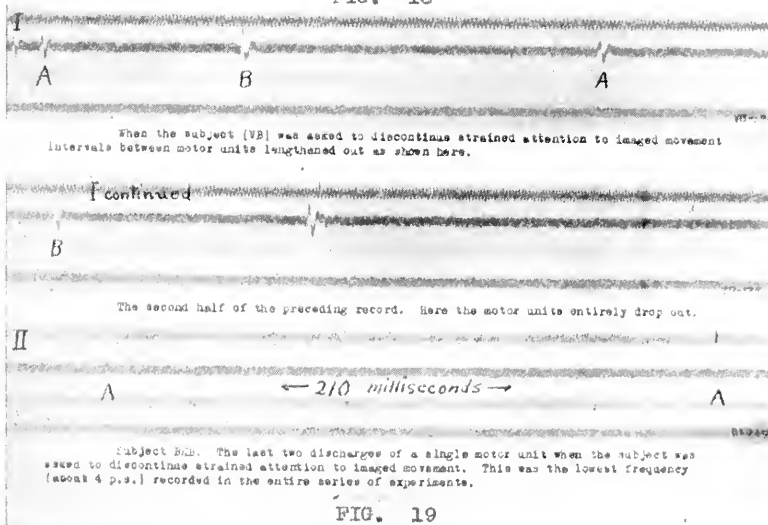 I
A B A
When the subject (VB) was asked to discontinue strained attention to imaged movement
intervals between motor units lengthened out as shown here.
I continued
B
The second half of the preceding record. Here the motor units entirely drop out.
II
A ← 210 milliseconds → A
Subject The last two discharges of a single motor unit when the subject was
asked to discontinue strained attention to imaged movement. This was the lowest frequency
(about 4 p.s.) recorded in the entire series of experiments.
FIG. 19